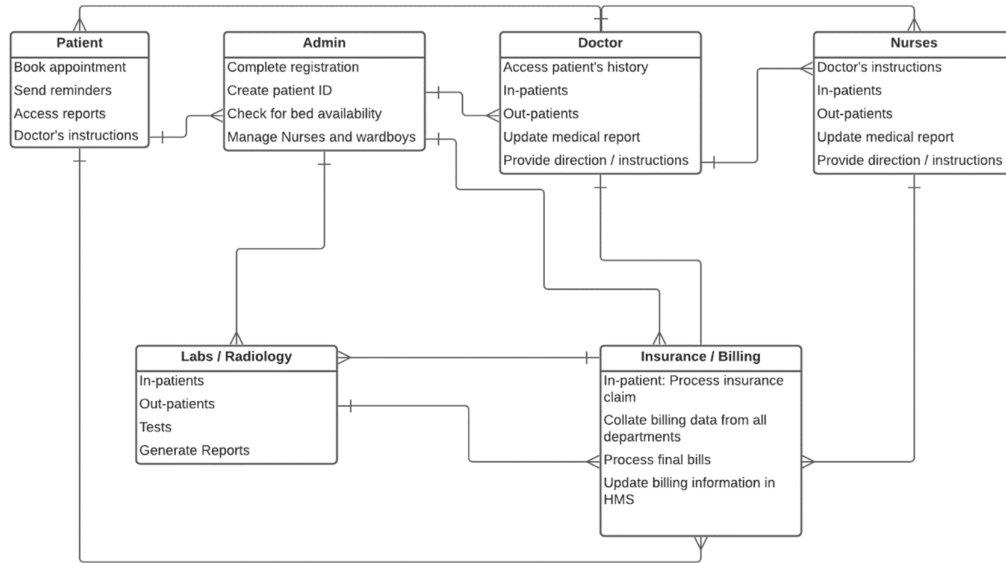 Patient
Book appointment
Send reminders
Access reports
Doctor's instructions
Admin
Complete registration
Create patient ID
Check for bed availability
Manage Nurses and wardboys
Doctor
Access patient's history
In-patients
Out-patients
Update medical report
Provide direction / instructions
Nurses
Doctor's instructions
In-patients
Out-patients
Update medical report
Provide direction / instructions
Labs / Radiology
In-patients
Out-patients
Tests
Generate Reports
Insurance / Billing
In-patient: Process insurance
claim
Collate billing data from all
departments
Process final bills
Update billing information in
HMS